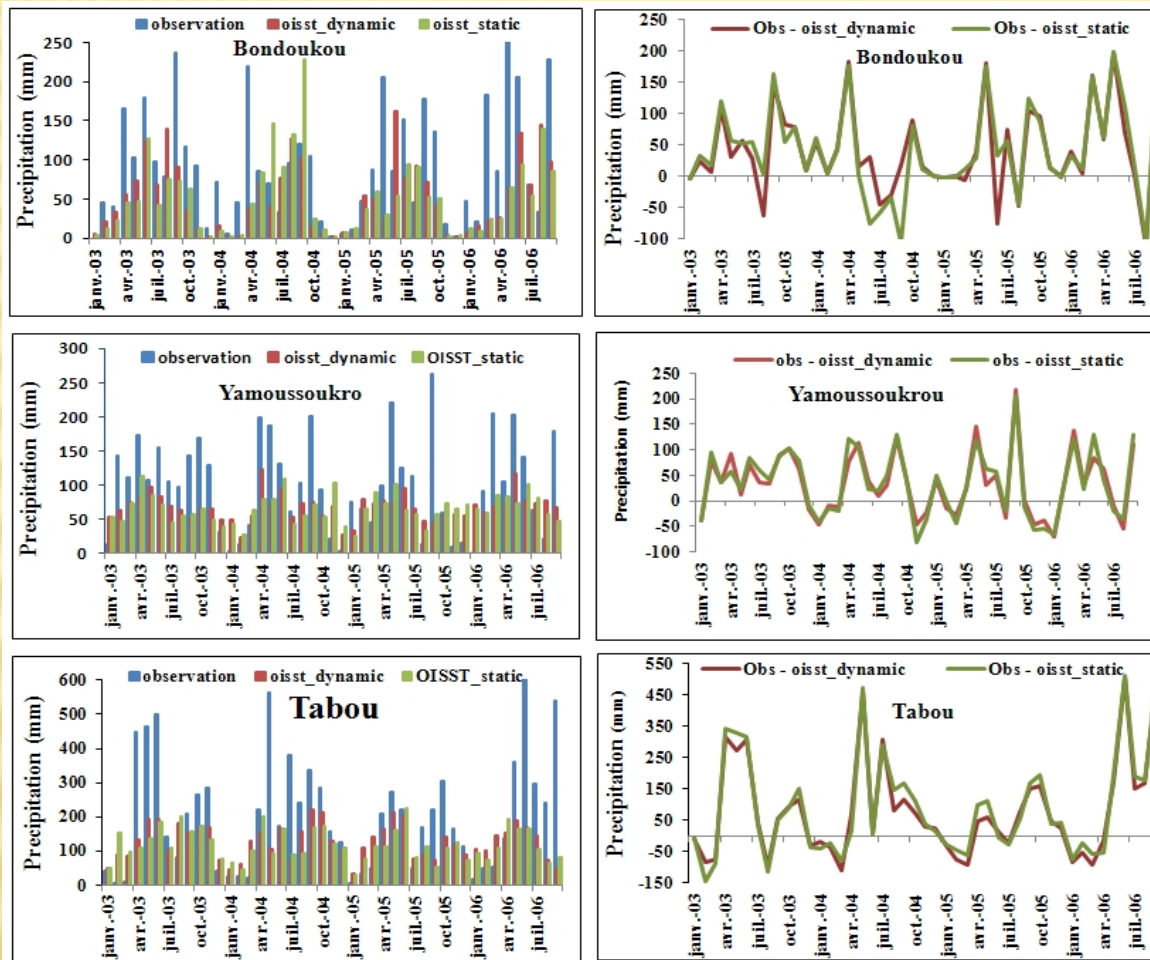 observation oisst_dynamic OISST_static
Bondoukou
Precipitation (mm)
250
200
150
100
50
0
janv.-03 avr.-03 juil.-03 oct.-03 janv.-04 avr.-04 juil.-04 oct.-04 janv.-05 avr.-05 juil.-05 oct.-05 janv.-06 avr.-06 juil.-06
Obs - oisst_dynamic Obs - oisst_static
Bondoukou
Precipitation (mm)
250
200
150
100
50
0
-50
-100
janv.-03 avr.-03 juil.-03 oct.-03 janv.-04 avr.-04 juil.-04 oct.-04 janv.-05 avr.-05 juil.-05 oct.-05 janv.-06 avr.-06 juil.-06
observation oisst_dynamic OISST_static
Yamoussoukro
Precipitation (mm)
300
250
200
150
100
50
0
janv.-03 avr.-03 juil.-03 oct.-03 janv.-04 avr.-04 juil.-04 oct.-04 janv.-05 avr.-05 juil.-05 oct.-05 janv.-06 avr.-06 juil.-06
obs - oisst_dynamic obs - oisst_static
Yamoussoukrou
Precipitation (mm)
250
200
150
100
50
0
-50
-100
janv.-03 avr.-03 juil.-03 oct.-03 janv.-04 avr.-04 juil.-04 oct.-04 janv.-05 avr.-05 juil.-05 oct.-05 janv.-06 avr.-06 juil.-06
observation oisst_dynamic OISST_static
Tabou
Precipitation (mm)
600
500
400
300
200
100
0
janv.-03 avr.-03 juil.-03 oct.-03 janv.-04 avr.-04 juil.-04 oct.-04 janv.-05 avr.-05 juil.-05 oct.-05 janv.-06 avr.-06 juil.-06
Obs - oisst_dynamic Obs - oisst_static
Tabou
Precipitation (mm)
550
450
350
250
150
50
-50
-150
janv.-03 avr.-03 juil.-03 oct.-03 janv.-04 avr.-04 juil.-04 oct.-04 janv.-05 avr.-05 juil.-05 oct.-05 janv.-06 avr.-06 juil.-06